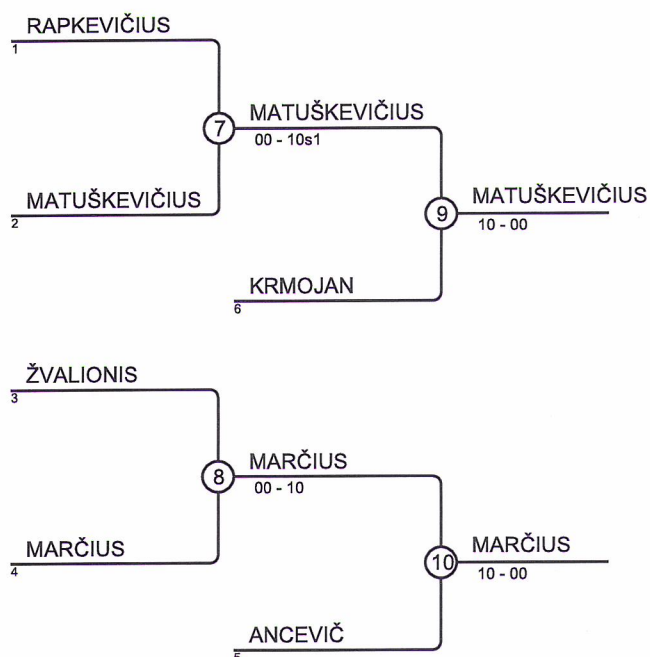 RAPKEVIČIUS
1
7
MATUŠKEVIČIUS
00 - 10s1
MATUŠKEVIČIUS
2
9
MATUŠKEVIČIUS
10 - 00
KRMOJAN
6
ŽVALIONIS
3
8
MARČIUS
00 - 10
MARČIUS
4
10
MARČIUS
10 - 00
ANCEVIČ
5